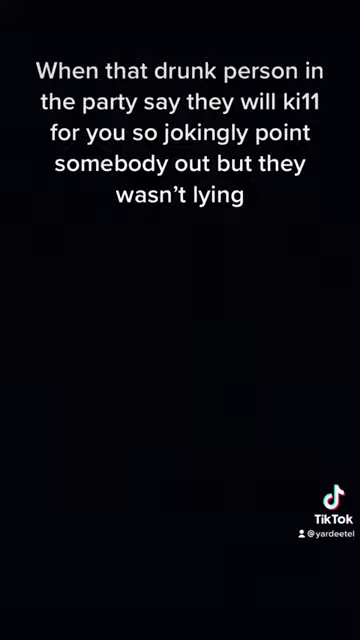 When that drunk person in
the party say they will ki11
for you so jokingly point
somebody out but they
wasn’t lying
TikTok
@yardeetel